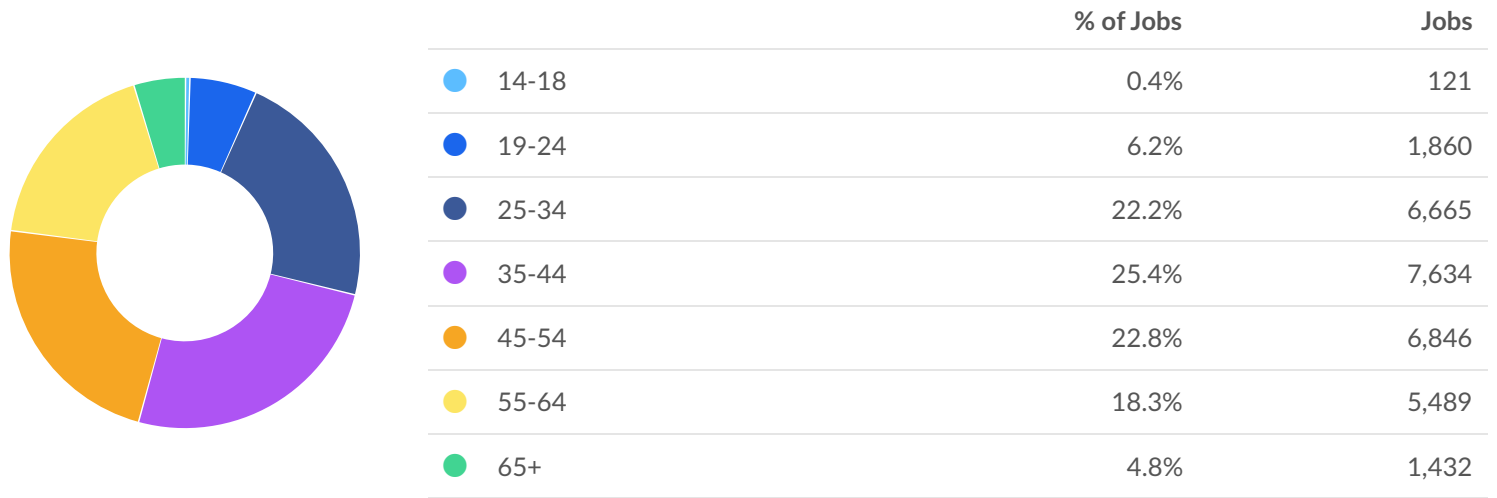 % of Jobs Jobs
14-18 0.4% 121
19-24 6.2% 1,860
25-34 22.2% 6,665
35-44 25.4% 7,634
45-54 22.8% 6,846
55-64 18.3% 5,489
65+ 4.8% 1,432